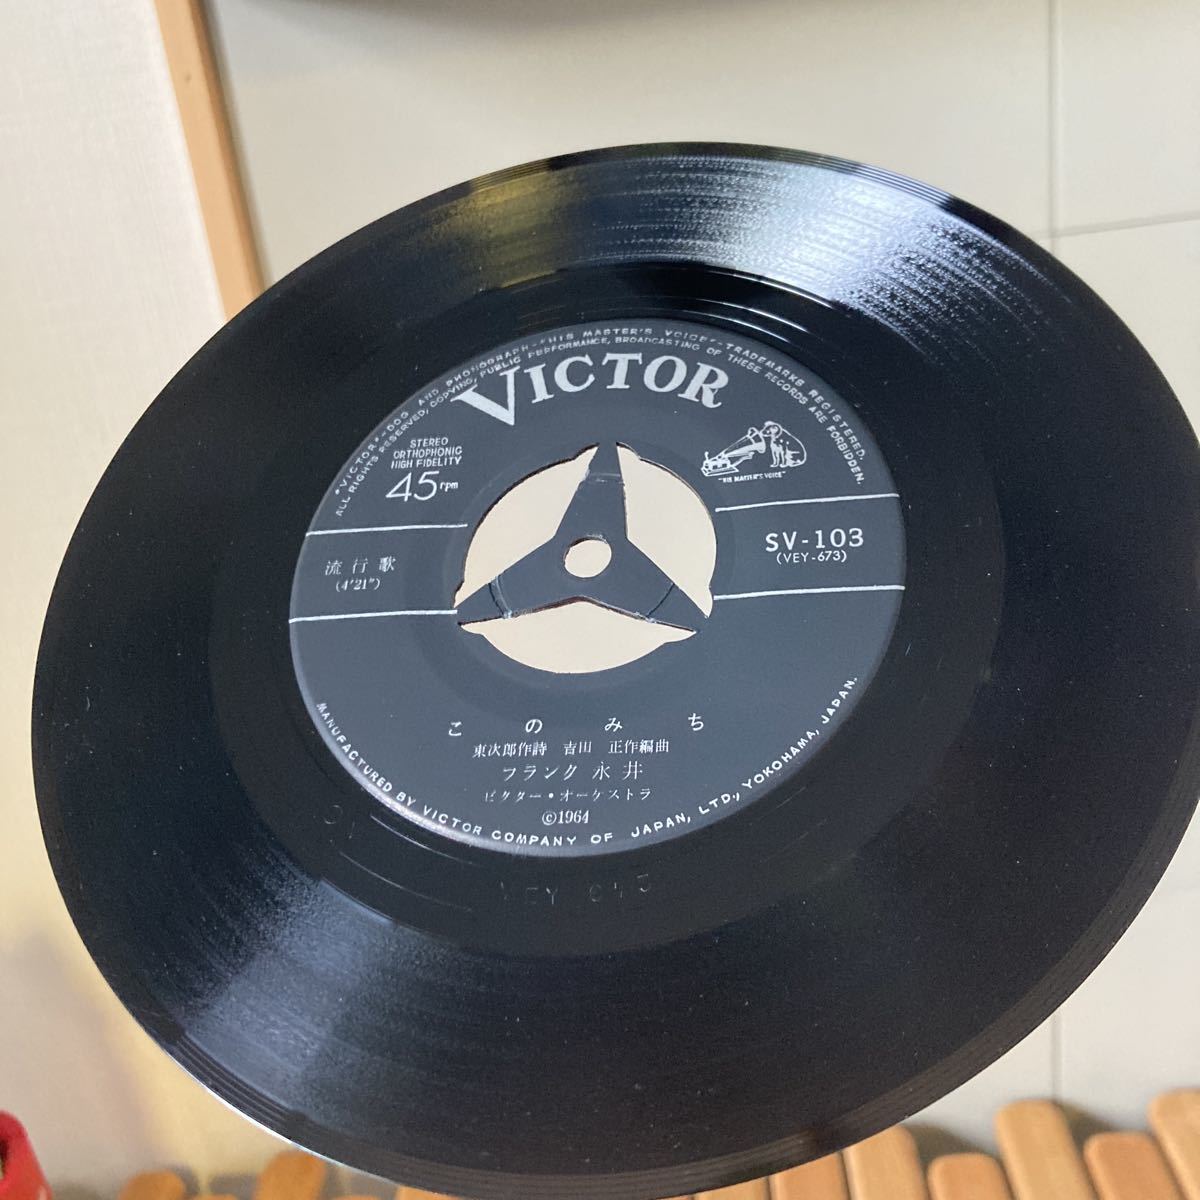 "VICTOR"-"DOG AND PHONOGRAPH"-"HIS MASTER'S VOICE"-TRADEMARKS REGISTERED.
ALL RIGHTS RESERVED, COPYING, PUBLIC PERFORMANCE, BROADCASTING OF THESE RECORDS ARE FORBIDDEN.
VICTOR
STEREO
ORTHOPHONIC
HIGH FIDELITY
45rpm
"HIS MASTER'S VOICE"
SV-103
(VEY-673)
流行歌
(4'21")
このみち
東次郎作詩 吉田 正作編曲
フランク永井
ビクター・オーケストラ
©1964
MANUFACTURED BY VICTOR COMPANY OF JAPAN, LTD., YOKOHAMA, JAPAN.
VEY 673